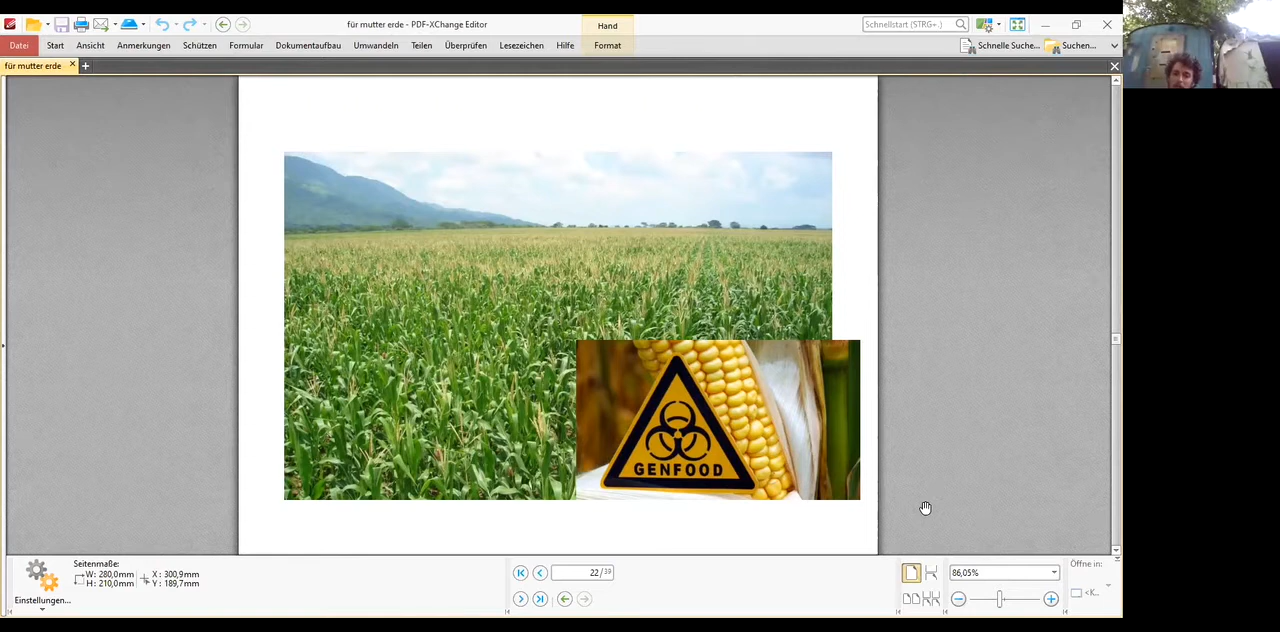 für mutter erde - PDF-XChange Editor
Hand
Schnellstart (STRG+.)
Datei Start Ansicht Anmerkungen Schützen Formular Dokumentaufbau Umwandeln Teilen Überprüfen Lesezeichen Hilfe Format Schnelle Suche... Suchen...
für mutter erde
GENFOOD
Einstellungen...
Seitenmaße:
W: 280,0mm X : 300,9mm
H: 210,0mm Y : 189,7mm
22 / 39
86,05%
Öffne in:
<K...